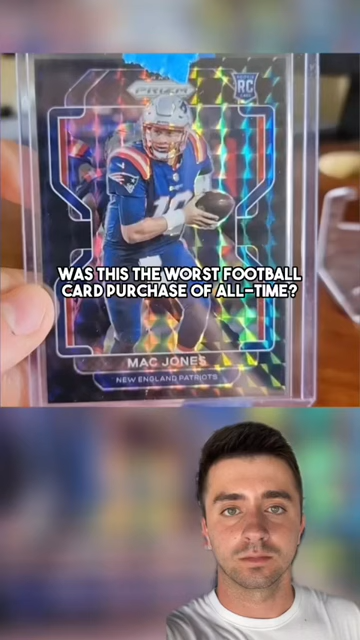 PRIZM
RC
WAS THIS THE WORST FOOTBALL
CARD PURCHASE OF ALL-TIME?
MAC JONES
NEW ENGLAND PATRIOTS